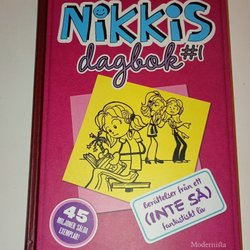 NIKKIS
dagbok #1
45
MILJONER SÅLDA
EXEMPLAR!
Berättelser från ett
(INTE SÅ)
fantastiskt liv
Modernista